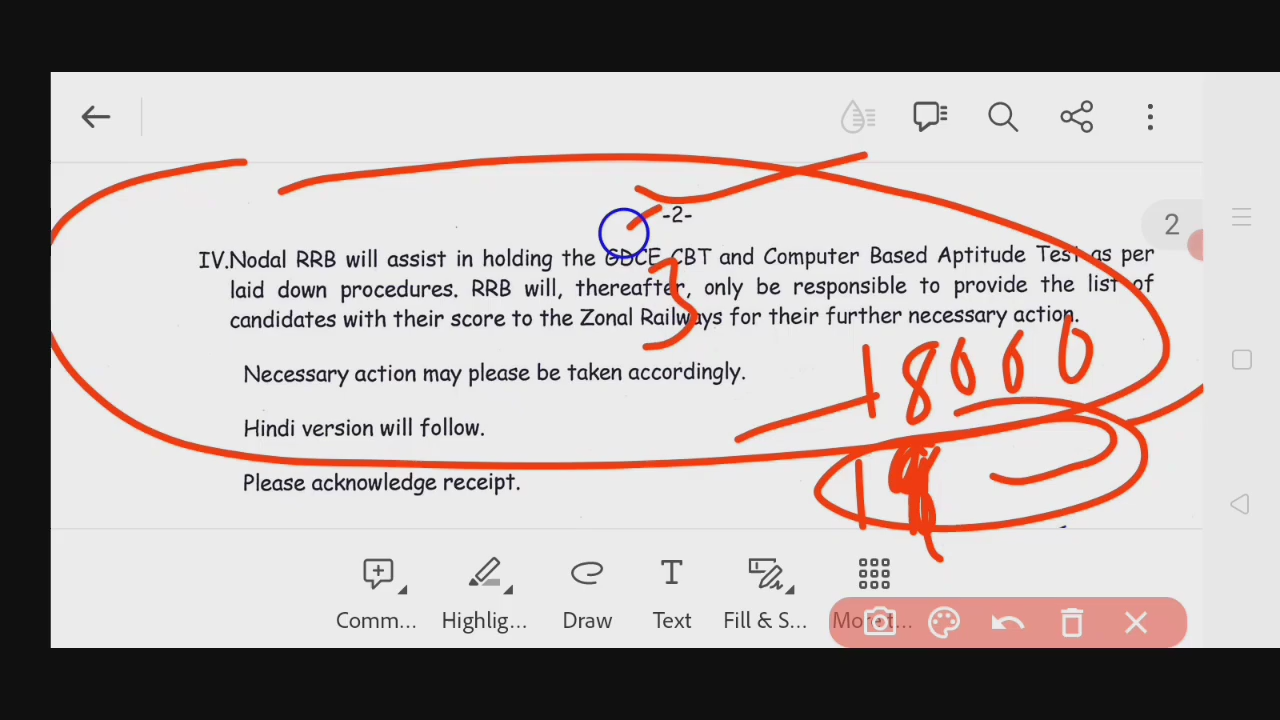 -2-
2
IV.Nodal RRB will assist in holding the GDCE CBT and Computer Based Aptitude Test as per
laid down procedures. RRB will, thereafter, only be responsible to provide the list of
candidates with their score to the Zonal Railways for their further necessary action.
3
18000
Necessary action may please be taken accordingly.
Hindi version will follow.
Please acknowledge receipt.
Comm... Highlig... Draw Text Fill & S... More t...